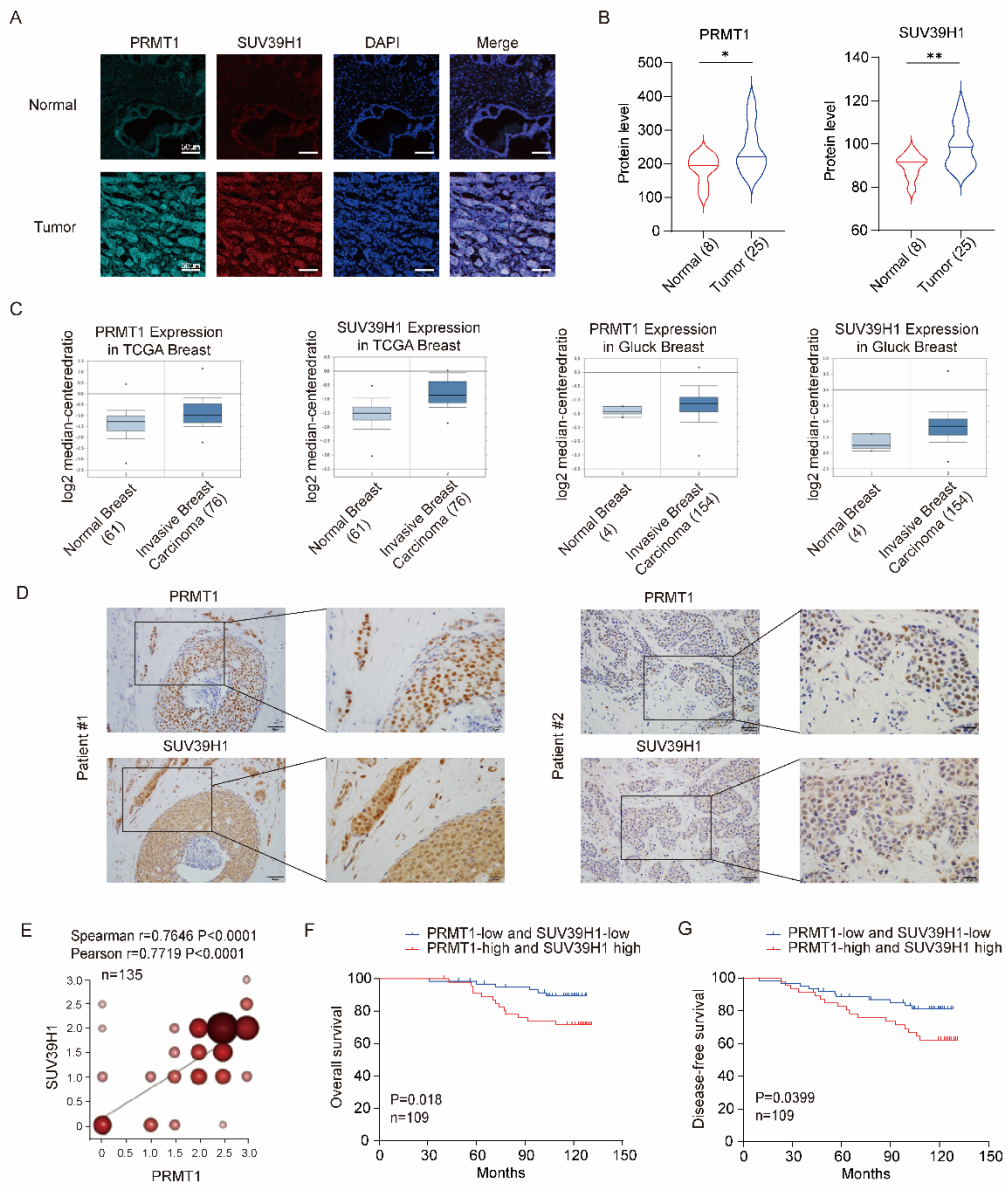 A
PRMT1
SUV39H1
DAPI
Merge
Normal
50μm
Tumor
50μm
B
PRMT1
*
Protein level
500
400
300
200
100
0
Normal (8)
Tumor (25)
SUV39H1
**
Protein level
120
100
80
60
Normal (8)
Tumor (25)
C
PRMT1 Expression
in TCGA Breast
log2 median-centeredratio
Normal Breast
(61)
Invasive Breast
Carcinoma (76)
SUV39H1 Expression
in TCGA Breast
log2 median-centeredratio
Normal Breast
(61)
Invasive Breast
Carcinoma (76)
PRMT1 Expression
in Gluck Breast
log2 median-centeredratio
Normal Breast
(4)
Invasive Breast
Carcinoma (154)
SUV39H1 Expression
in Gluck Breast
log2 median-centeredratio
Normal Breast
(4)
Invasive Breast
Carcinoma (154)
D
PRMT1
Patient #1
SUV39H1
PRMT1
Patient #2
SUV39H1
E
Spearman r=0.7646 P<0.0001
Pearson r=0.7719 P<0.0001
n=135
SUV39H1
3.0
2.5
2.0
1.5
1.0
0.5
0
0 0.5 1.0 1.5 2.0 2.5 3.0
PRMT1
F
PRMT1-low and SUV39H1-low
PRMT1-high and SUV39H1 high
Overall survival
100
80
60
40
20
0
P=0.018
n=109
0 30 60 90 120 150
Months
G
PRMT1-low and SUV39H1-low
PRMT1-high and SUV39H1 high
Disease-free survival
100
80
60
40
20
0
P=0.0399
n=109
0 30 60 90 120 150
Months